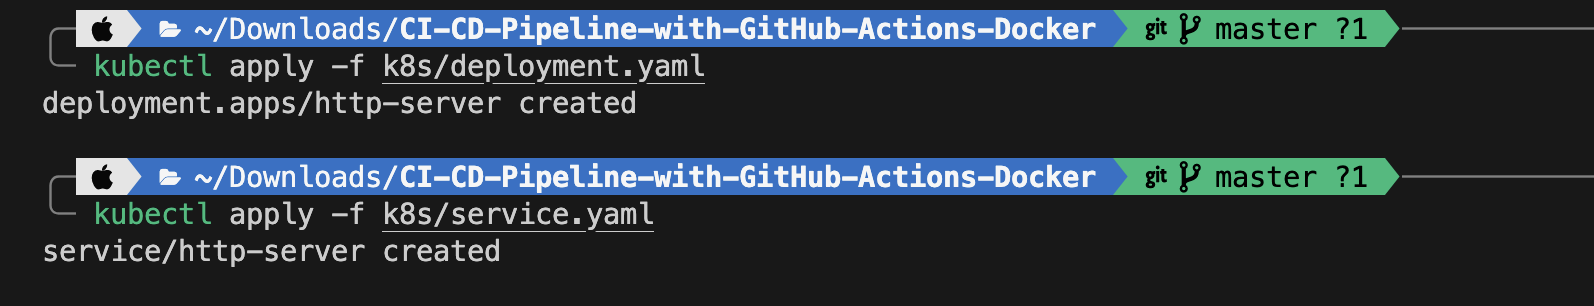 ~/Downloads/CI-CD-Pipeline-with-GitHub-Actions-Docker git master ?1
kubectl apply -f k8s/deployment.yaml
deployment.apps/http-server created
~/Downloads/CI-CD-Pipeline-with-GitHub-Actions-Docker git master ?1
kubectl apply -f k8s/service.yaml
service/http-server created